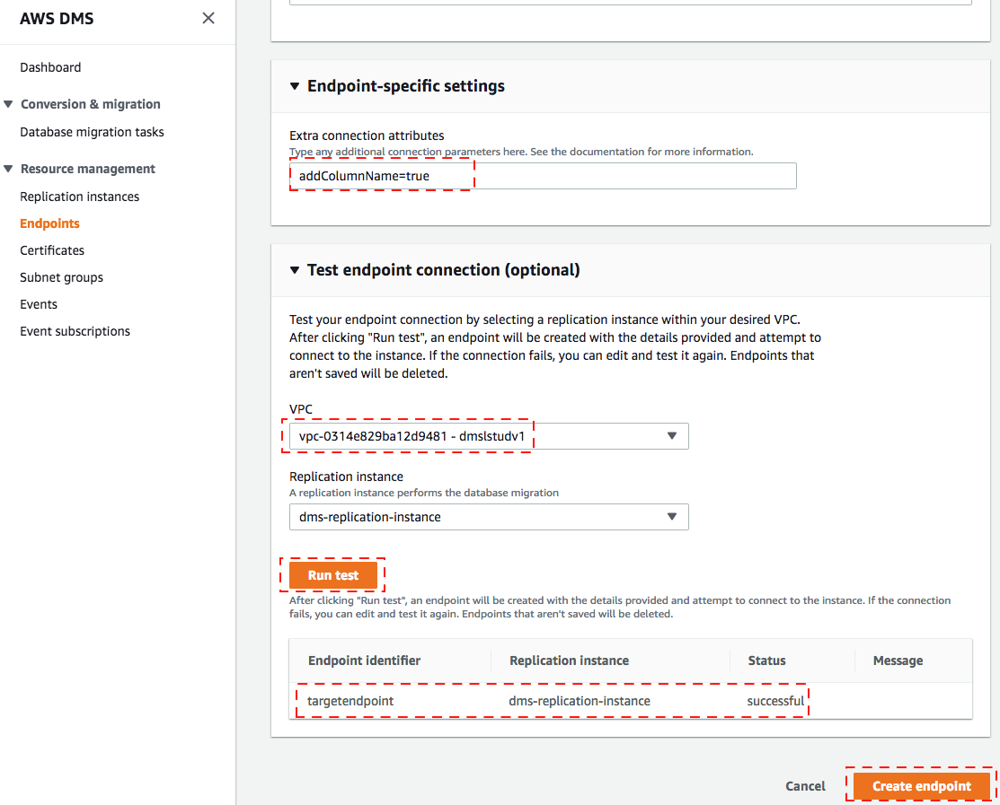 AWS DMS
Dashboard
Conversion & migration
Database migration tasks
Resource management
Replication instances
Endpoints
Certificates
Subnet groups
Events
Event subscriptions
Endpoint-specific settings
Extra connection attributes
Type any additional connection parameters here. See the documentation for more information.
addColumnName=true
Test endpoint connection (optional)
Test your endpoint connection by selecting a replication instance within your desired VPC.
After clicking "Run test", an endpoint will be created with the details provided and attempt to
connect to the instance. If the connection fails, you can edit and test it again. Endpoints that
aren't saved will be deleted.
VPC
vpc-0314e829ba12d9481 - dmslstudv1
Replication instance
A replication instance performs the database migration
dms-replication-instance
Run test
After clicking "Run test", an endpoint will be created with the details provided and attempt to connect to the instance. If the connection
fails, you can edit and test it again. Endpoints that aren't saved will be deleted.
Endpoint identifier Replication instance Status Message
targetendpoint dms-replication-instance successful
Cancel Create endpoint